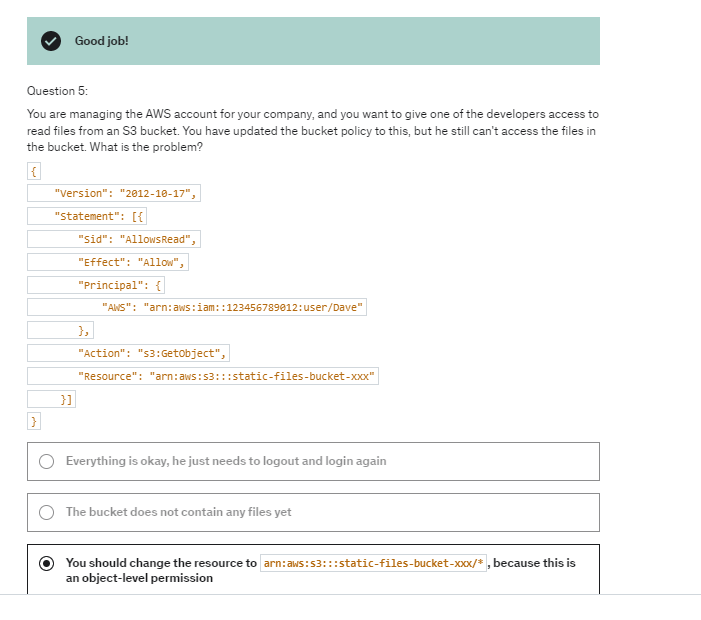 Good job!
Question 5:
You are managing the AWS account for your company, and you want to give one of the developers access to
read files from an S3 bucket. You have updated the bucket policy to this, but he still can't access the files in
the bucket. What is the problem?
{
"Version": "2012-10-17",
"Statement": [{
"Sid": "AllowsRead",
"Effect": "Allow",
"Principal": {
"AWS": "arn:aws:iam::123456789012:user/Dave"
},
"Action": "s3:GetObject",
"Resource": "arn:aws:s3:::static-files-bucket-xxx"
}]
}
Everything is okay, he just needs to logout and login again
The bucket does not contain any files yet
You should change the resource to arn:aws:s3:::static-files-bucket-xxx/* , because this is
an object-level permission